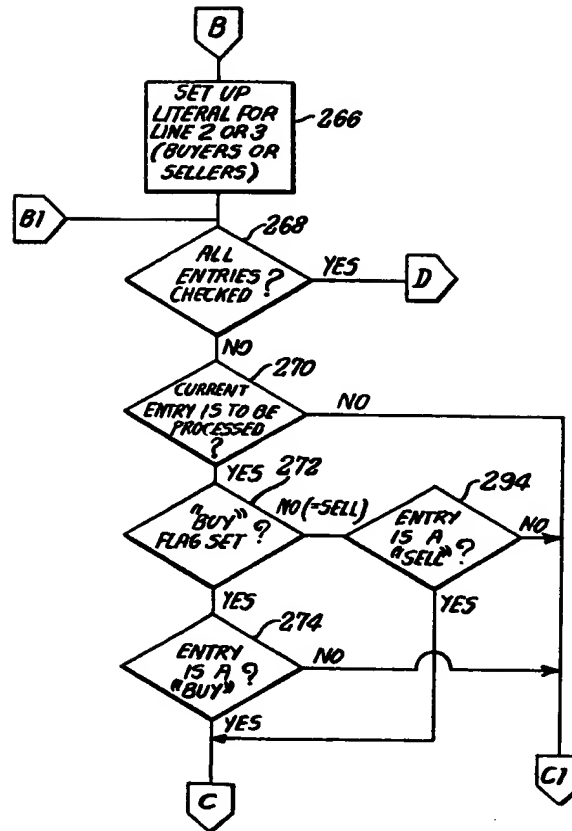 B
SET UP
LITERAL FOR
LINE 2 OR 3
(BUYERS OR
SELLERS)
266
B1
268
ALL
ENTRIES
CHECKED?
YES
D
NO
270
CURRENT
ENTRY IS TO BE
PROCESSED
?
NO
YES
272
"BUY"
FLAG SET?
NO (=SELL)
294
ENTRY
IS A
"SELL"?
NO
YES
YES
274
ENTRY
IS A
"BUY"?
NO
YES
C
C1